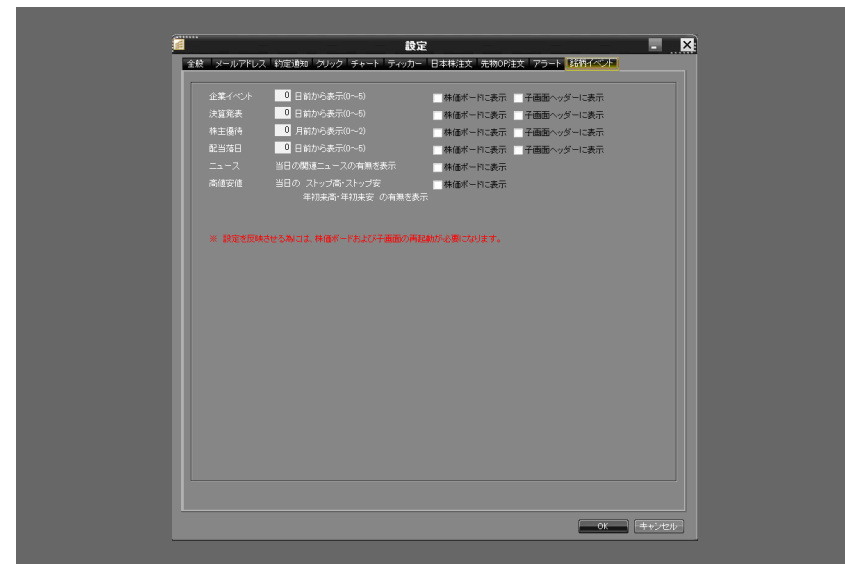 設定
全般 メールアドレス 約定通知 クリック チャート ティッカー 日本株注文 先物OP注文 アラート 銘柄イベント
企業イベント 0 日前から表示(0～5) 株価ボードに表示 子画面ヘッダーに表示
決算発表 0 日前から表示(0～5) 株価ボードに表示 子画面ヘッダーに表示
株主優待 0 月前から表示(0～2) 株価ボードに表示 子画面ヘッダーに表示
配当落日 0 日前から表示(0～5) 株価ボードに表示 子画面ヘッダーに表示
ニュース 当日の関連ニュースの有無を表示 株価ボードに表示
高値安値 当日の ストップ高・ストップ安 株価ボードに表示
年初来高・年初来安 の有無を表示
※ 設定を反映させる為には、株価ボードおよび子画面の再起動が必要になります。
OK キャンセル